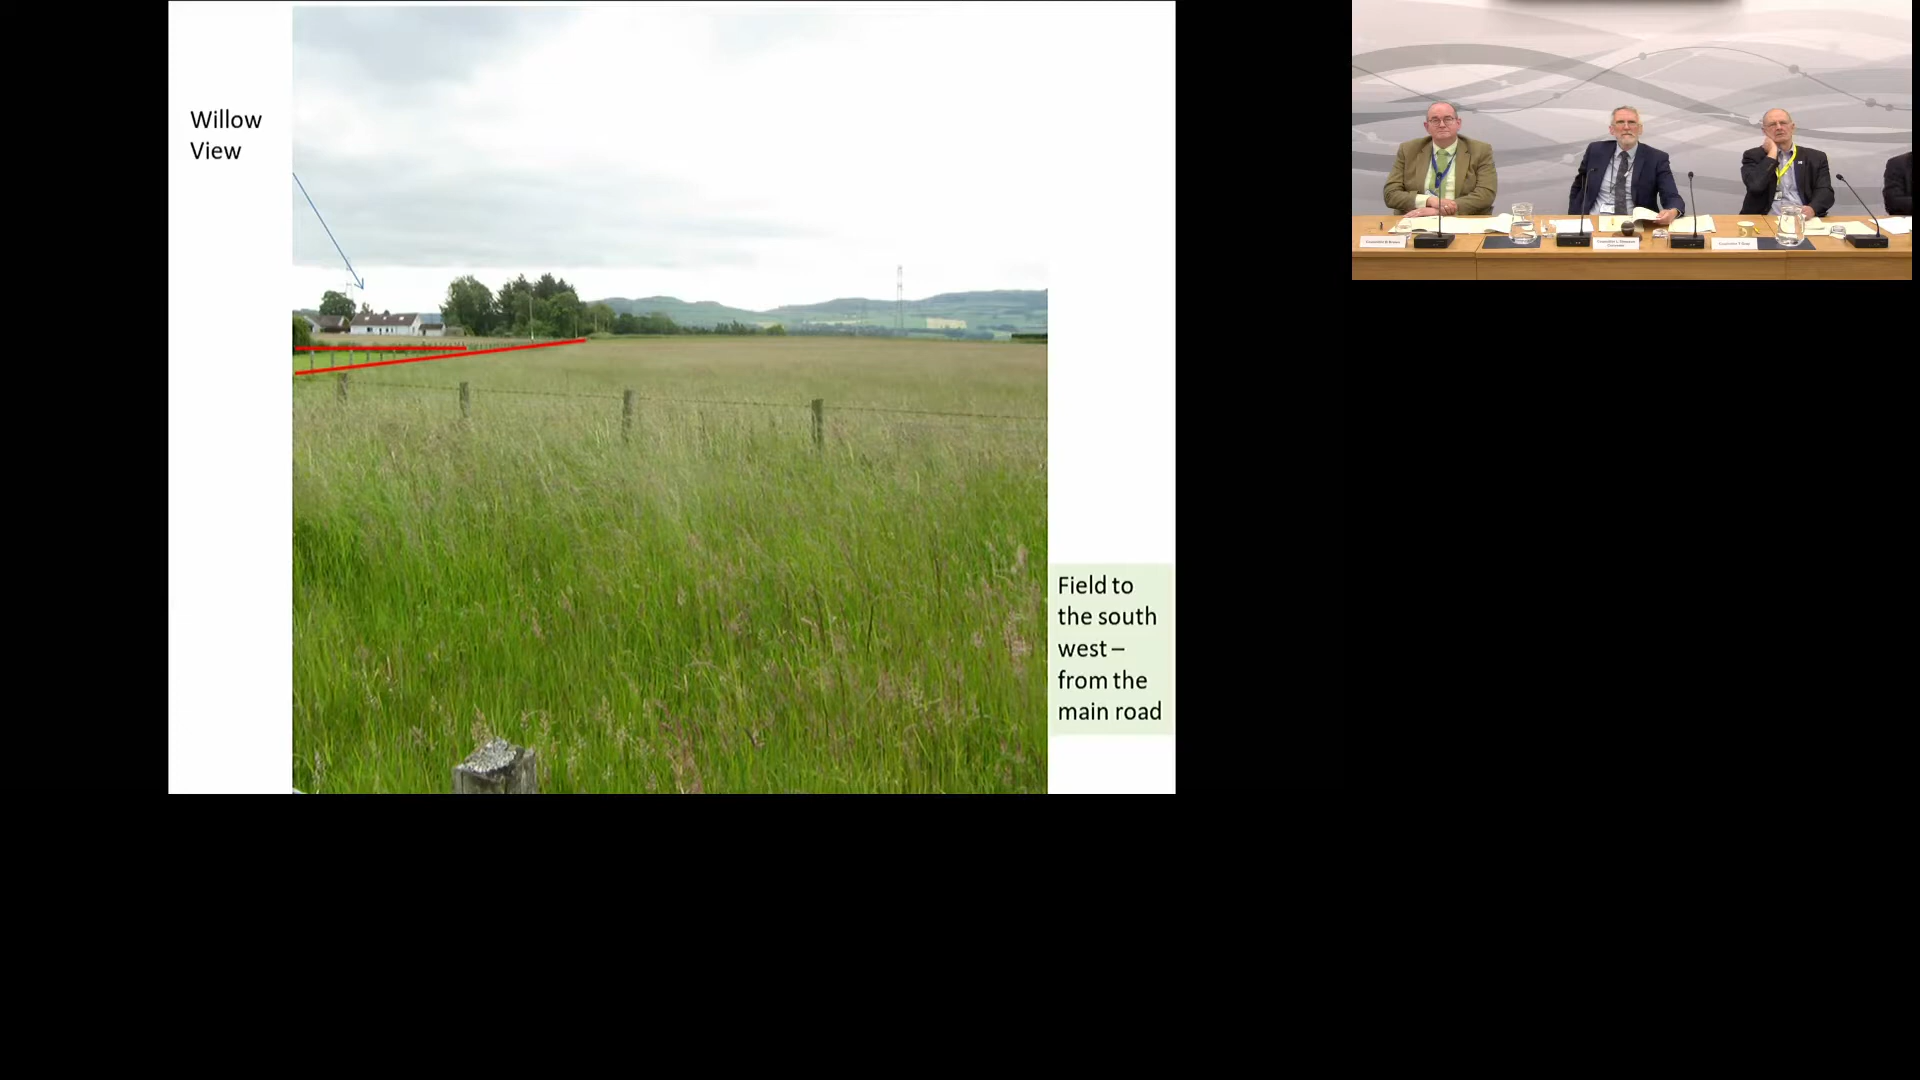 Willow
View
Field to
the south
west –
from the
main road